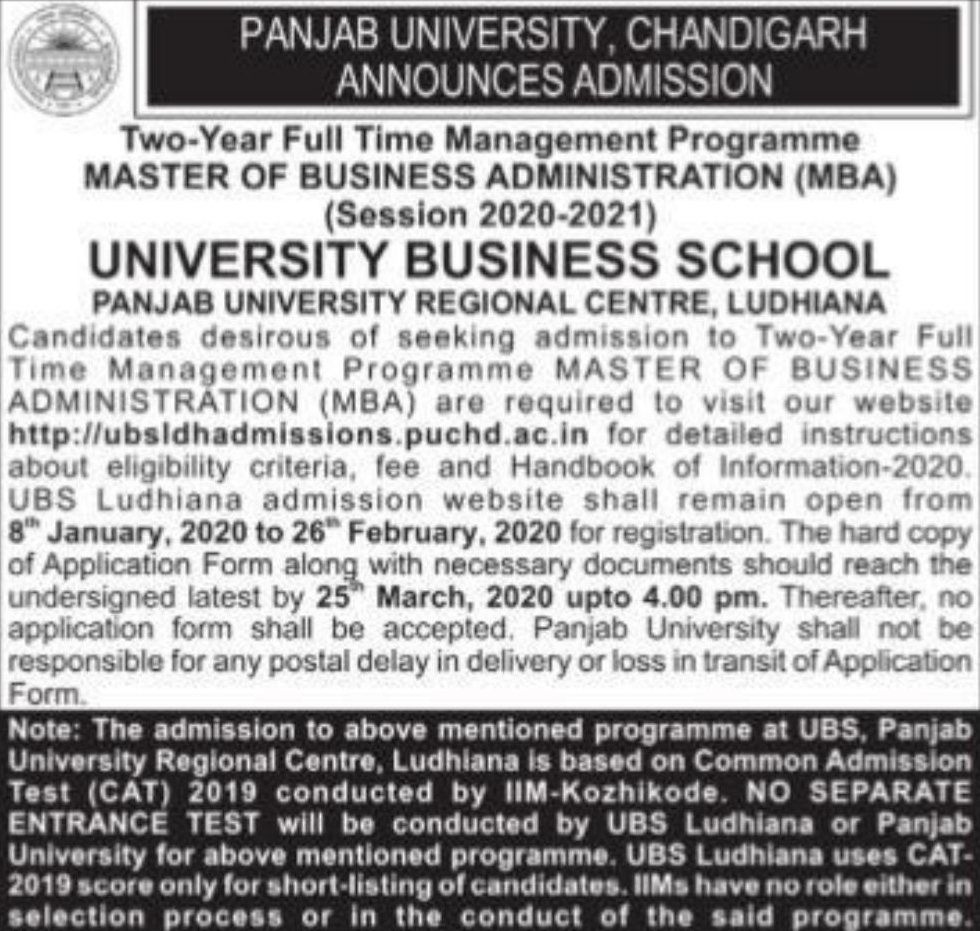 PANJAB UNIVERSITY, CHANDIGARH
ANNOUNCES ADMISSION
Two-Year Full Time Management Programme
MASTER OF BUSINESS ADMINISTRATION (MBA)
(Session 2020-2021)
UNIVERSITY BUSINESS SCHOOL
PANJAB UNIVERSITY REGIONAL CENTRE, LUDHIANA
Candidates desirous of seeking admission to Two-Year Full
Time Management Programme MASTER OF BUSINESS
ADMINISTRATION (MBA) are required to visit our website
http://ubsldhadmissions.puchd.ac.in for detailed instructions
about eligibility criteria, fee and Handbook of Information-2020.
UBS Ludhiana admission website shall remain open from
8th January, 2020 to 26th February, 2020 for registration. The hard copy
of Application Form along with necessary documents should reach the
undersigned latest by 25th March, 2020 upto 4.00 pm. Thereafter, no
application form shall be accepted. Panjab University shall not be
responsible for any postal delay in delivery or loss in transit of Application
Form.
Note: The admission to above mentioned programme at UBS, Panjab
University Regional Centre, Ludhiana is based on Common Admission
Test (CAT) 2019 conducted by IIM-Kozhikode. NO SEPARATE
ENTRANCE TEST will be conducted by UBS Ludhiana or Panjab
University for above mentioned programme. UBS Ludhiana uses CAT-
2019 score only for short-listing of candidates. IIMs have no role either in
selection process or in the conduct of the said programme.